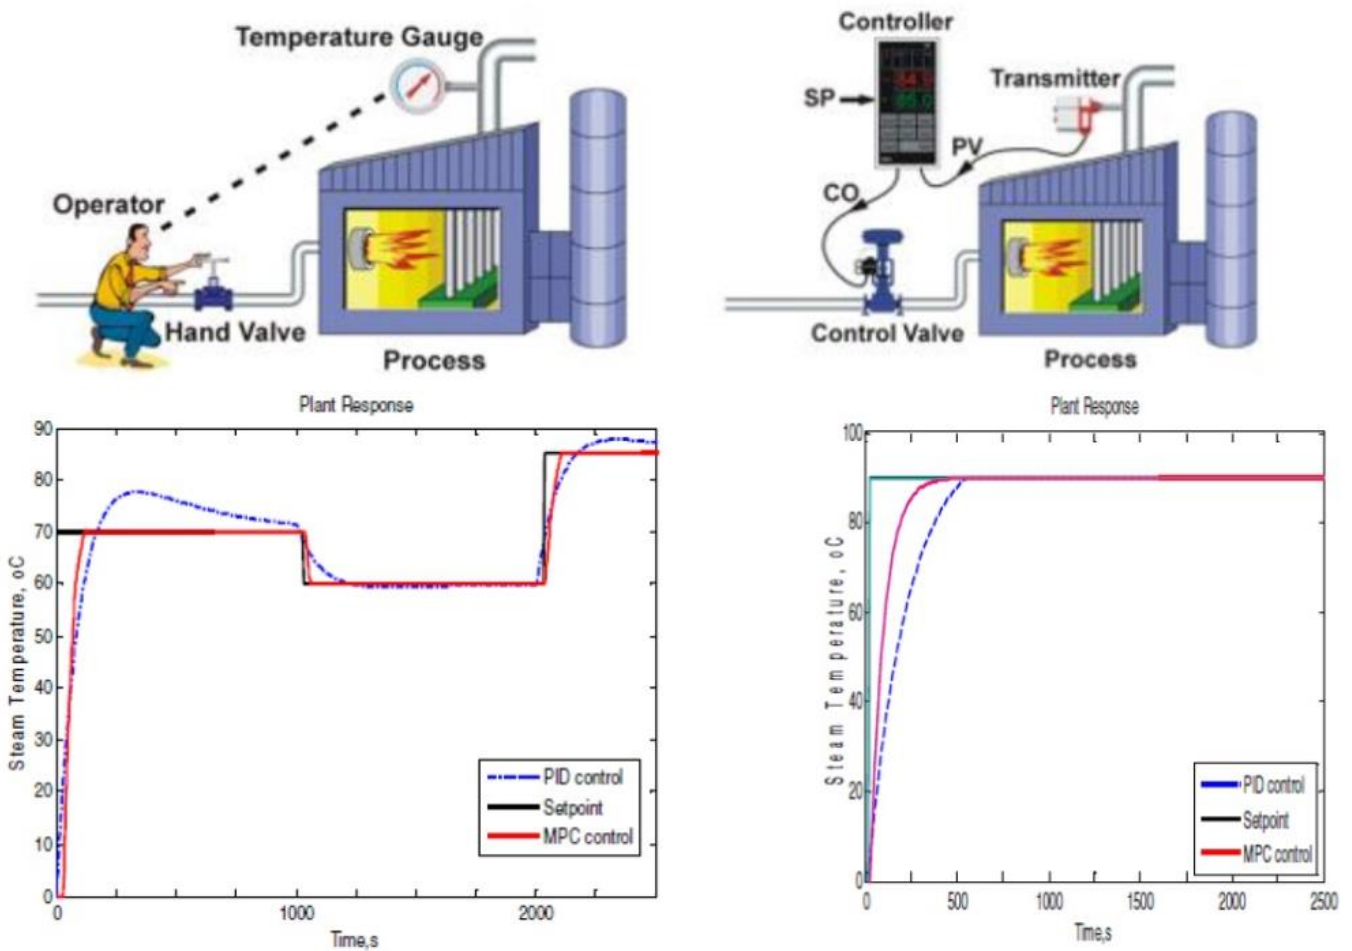 Temperature Gauge
Operator
Hand Valve
Process
Controller
SP
Transmitter
PV
CO
Control Valve
Process
Plant Response
90
80
70
60
50
40
30
20
10
0
Steam Temperature, oC
0
1000
2000
Time,s
PID control
Setpoint
MPC control
Plant Response
100
80
60
40
20
0
Steam Temperature, oC
0
500
1000
1500
2000
2500
Time,s
PID control
Setpoint
MPC control